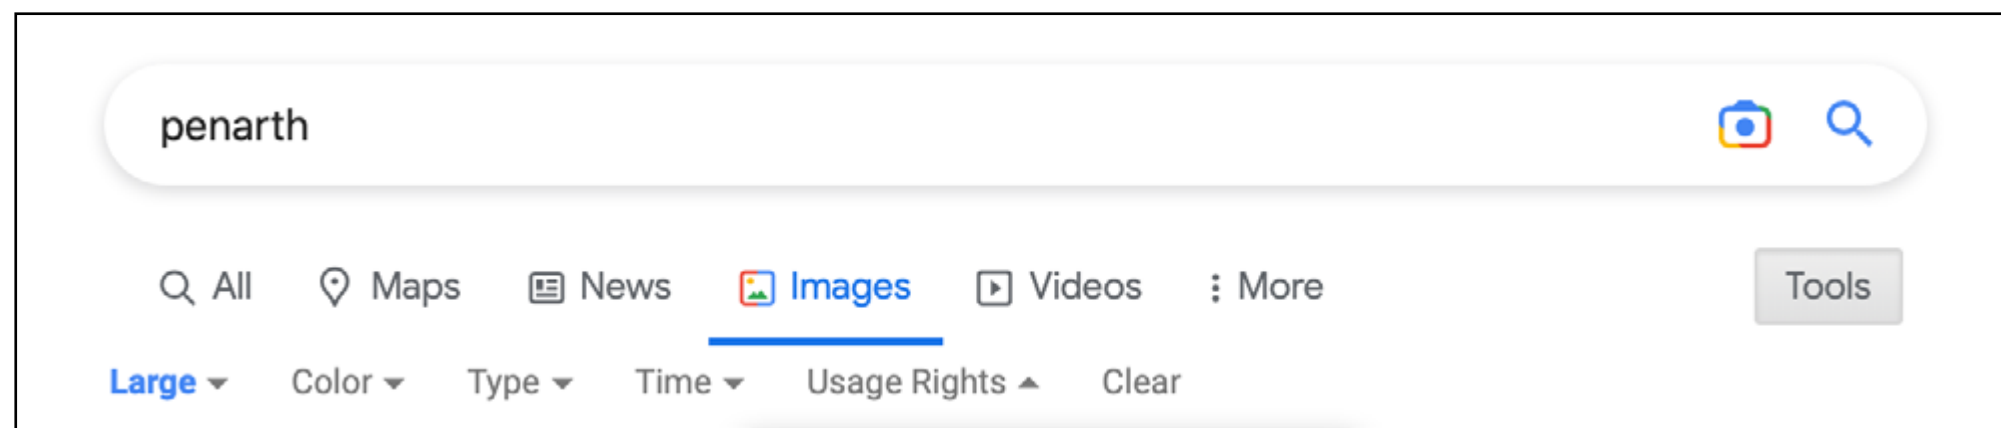 penarth
All Maps News Images Videos More Tools
Large Color Type Time Usage Rights Clear